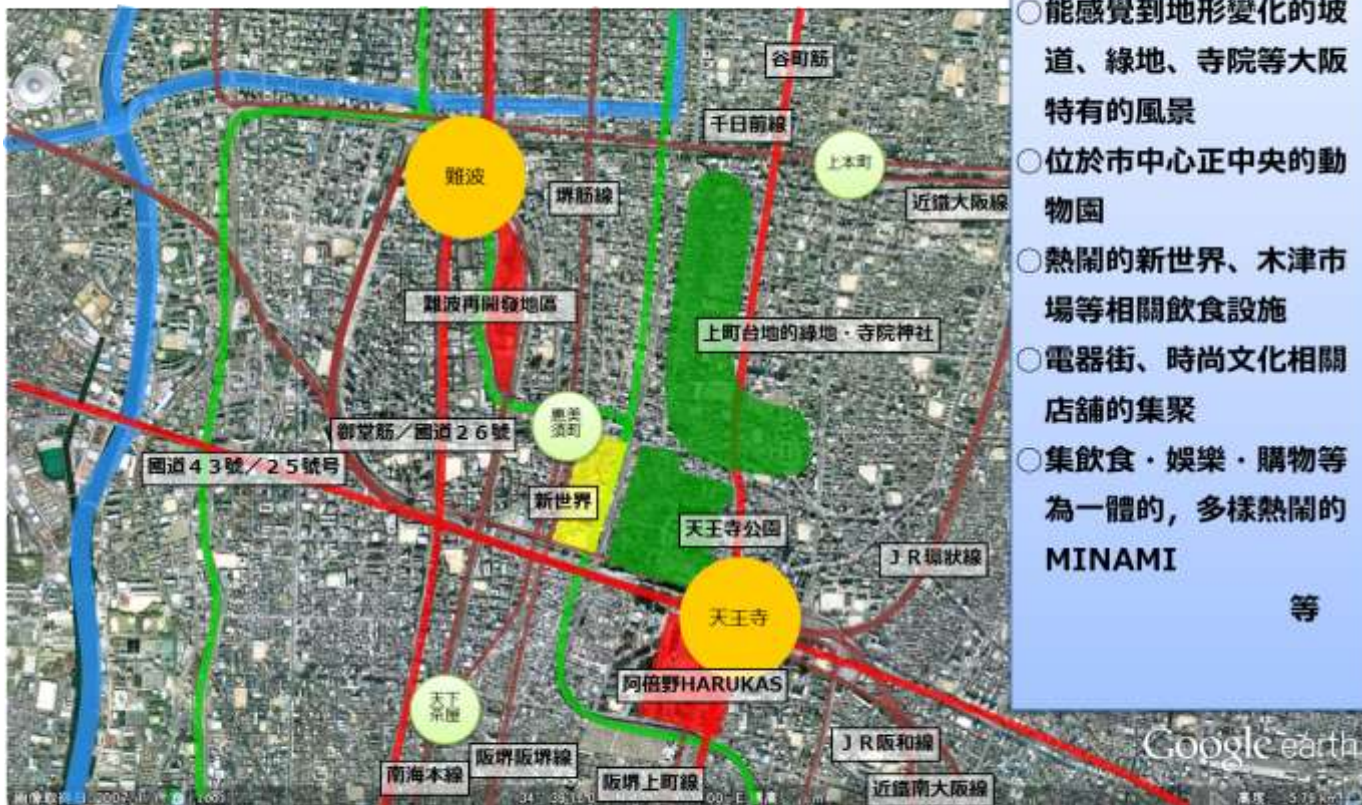 ○能感覺到地形變化的坡
道、綠地、寺院等大阪
特有的風景
○位於市中心正中央的動
物園
○熱鬧的新世界、木津市
場等相關飲食設施
○電器街、時尚文化相關
店舖的集聚
○集飲食・娛樂・購物等
為一體的，多樣熱鬧的
MINAMI
等
谷町筋
千日前線
上本町
難波
堺筋線
近鐵大阪線
難波再開發地區
上町台地的綠地・寺院神社
惠美
須町
御堂筋／國道２６號
國道４３號／２５號号
新世界
天王寺公園
ＪＲ環狀線
天王寺
阿倍野HARUKAS
天下
茶屋
ＪＲ阪和線
阪堺阪堺線
南海本線
阪堺上町線
近鐵南大阪線
Google earth